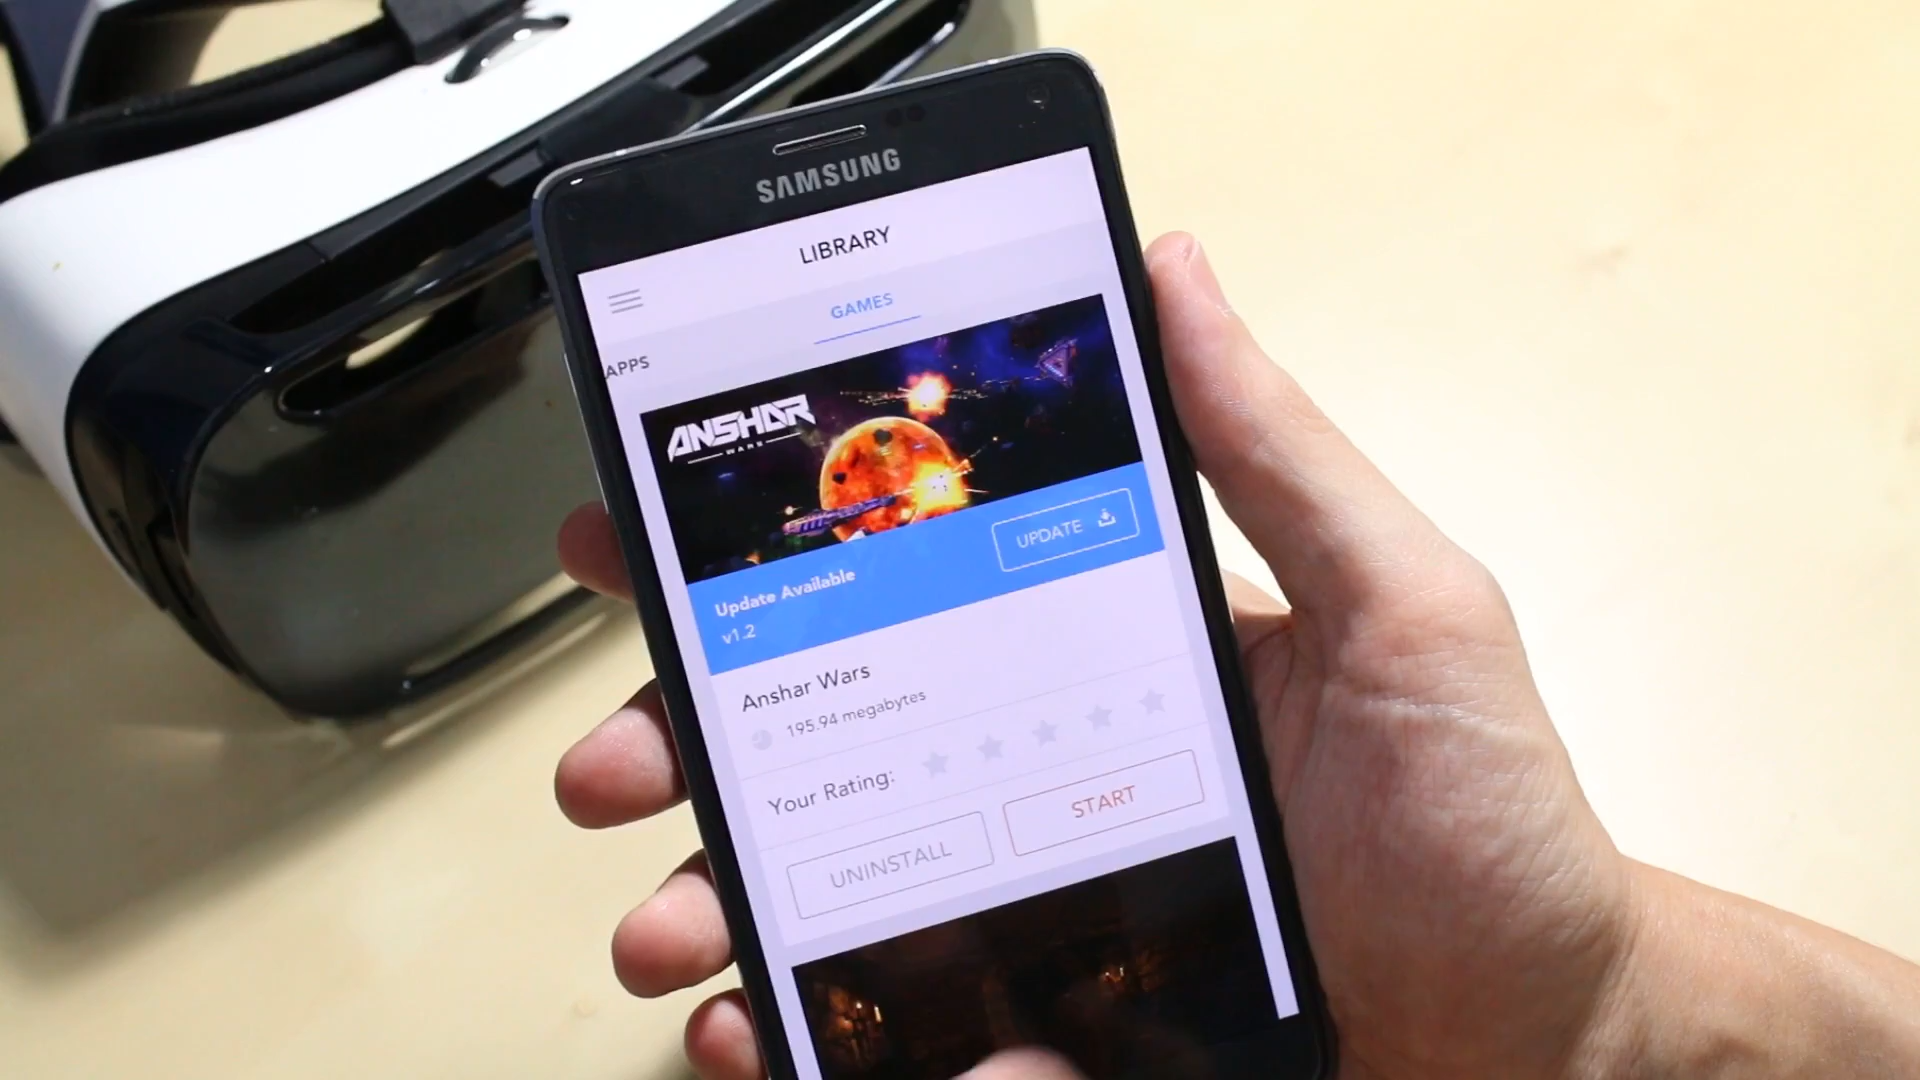 SAMSUNG
LIBRARY
GAMES
APPS
ANSHAR
WARS
UPDATE
Update Available
v1.2
Anshar Wars
195.94 megabytes
Your Rating:
UNINSTALL
START